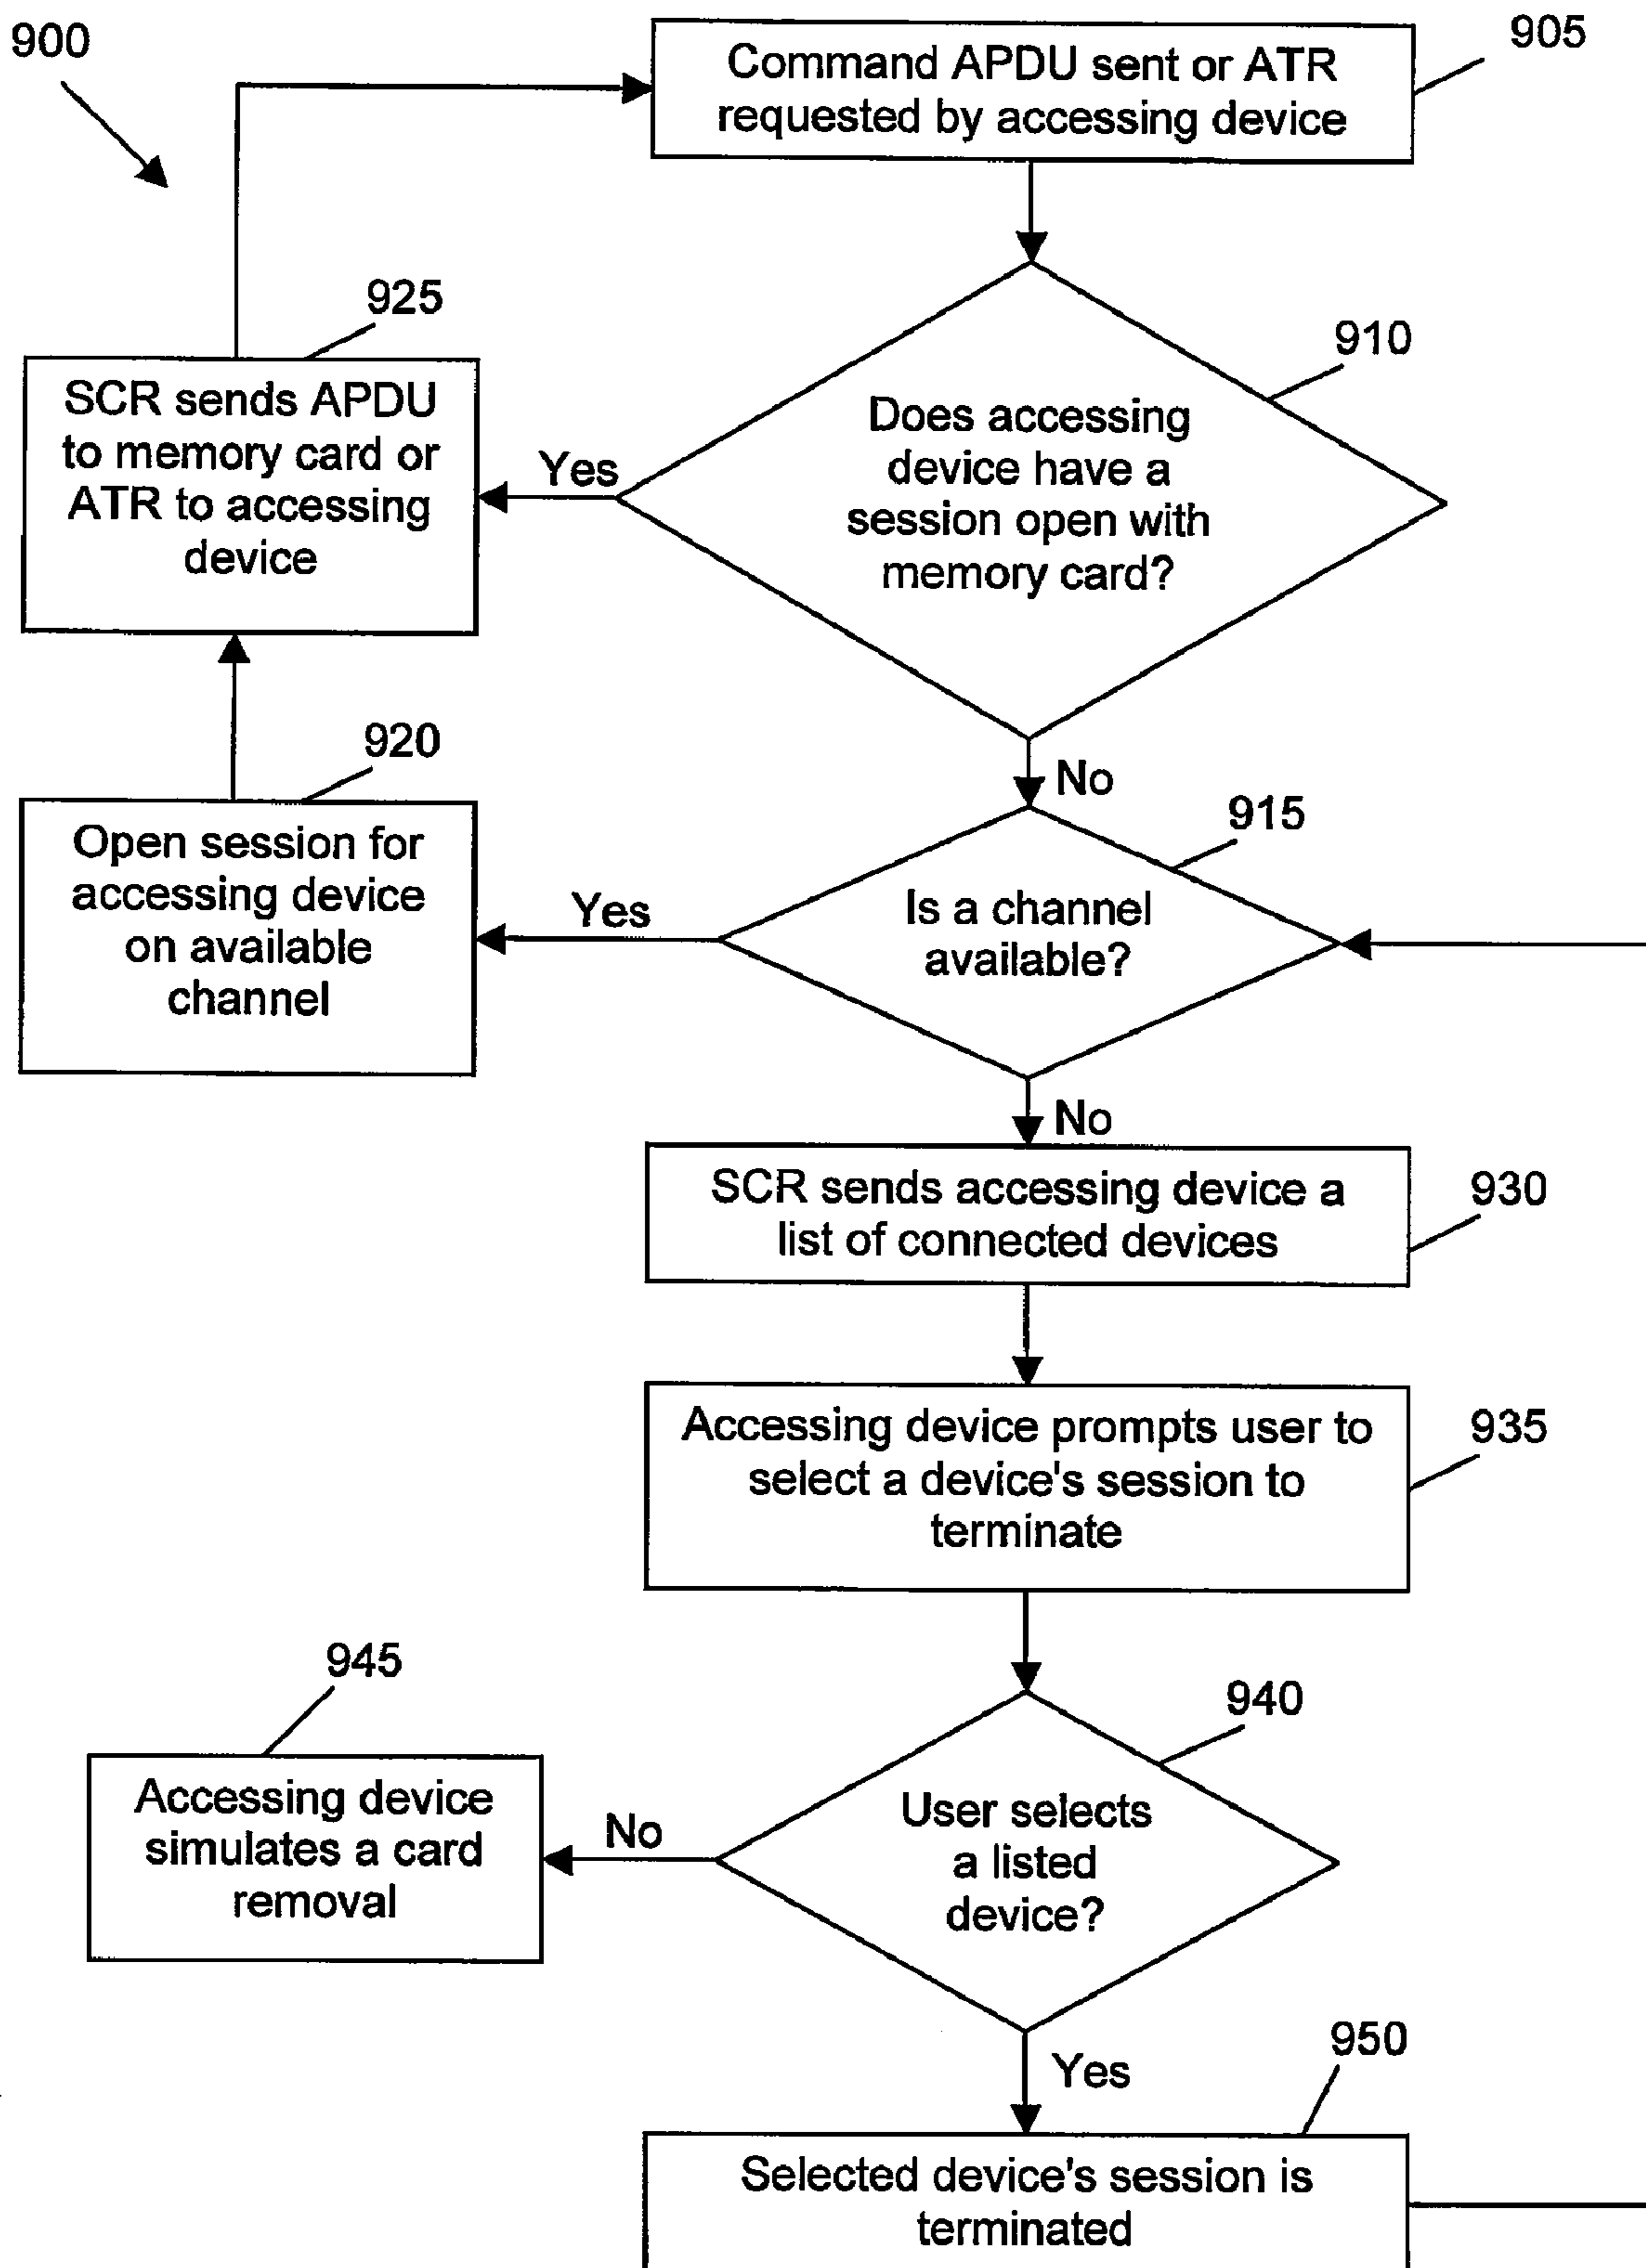 900
905
Command APDU sent or ATR
requested by accessing device
925
910
SCR sends APDU
to memory card or
ATR to accessing
device
Yes
Does accessing
device have a
session open with
memory card?
920
No
915
Open session for
accessing device
on available
channel
Yes
Is a channel
available?
No
SCR sends accessing device a
list of connected devices
930
Accessing device prompts user to
select a device's session to
terminate
935
945
940
Accessing device
simulates a card
removal
No
User selects
a listed
device?
950
Yes
Selected device's session is
terminated